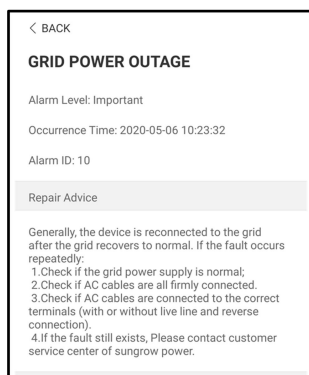 < BACK
GRID POWER OUTAGE
Alarm Level: Important
Occurrence Time: 2020-05-06 10:23:32
Alarm ID: 10
Repair Advice
Generally, the device is reconnected to the grid
after the grid recovers to normal. If the fault occurs
repeatedly:
1.Check if the grid power supply is normal;
2.Check if AC cables are all firmly connected.
3.Check if AC cables are connected to the correct
terminals (with or without live line and reverse
connection).
4.If the fault still exists, Please contact customer
service center of sungrow power.